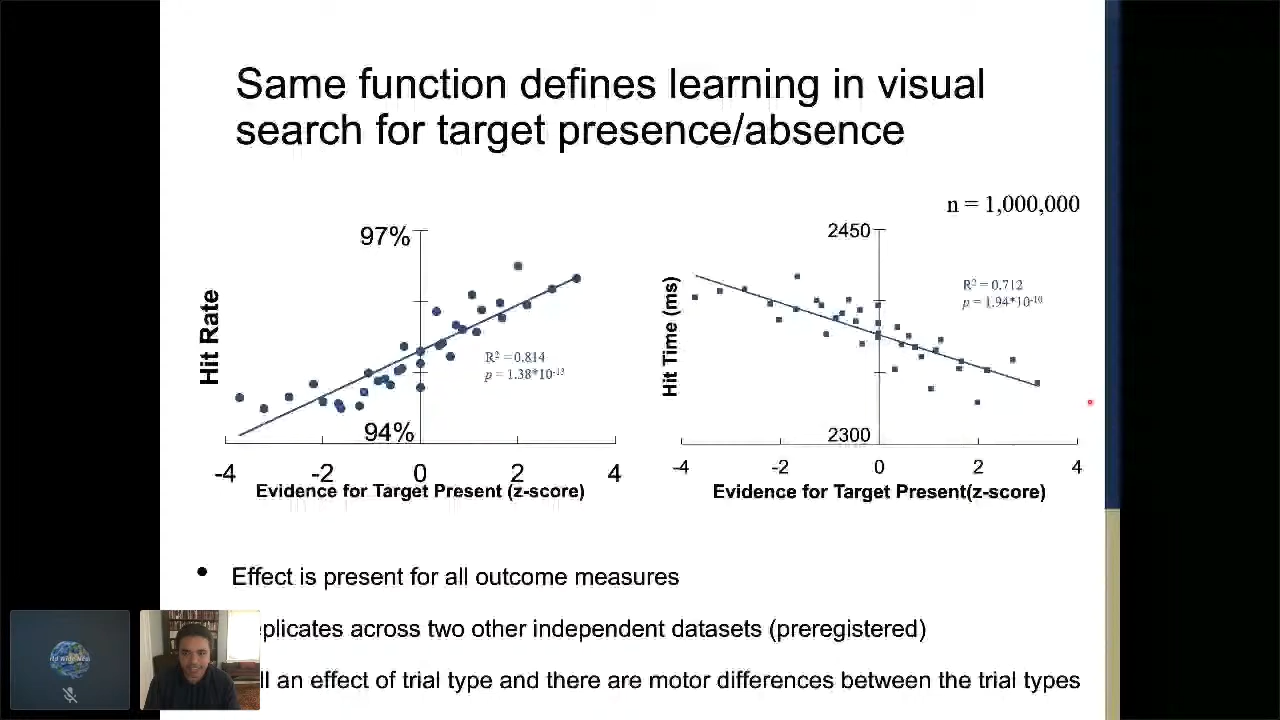 Same function defines learning in visual
search for target presence/absence
n = 1,000,000
97%
Hit Rate
R² = 0.814
p = 1.38*10⁻¹³
94%
-4 -2 0 2 4
Evidence for Target Present (z-score)
2450
Hit Time (ms)
R² = 0.712
p = 1.94*10⁻¹⁰
2300
-4 -2 0 2 4
Evidence for Target Present(z-score)
• Effect is present for all outcome measures
eplicates across two other independent datasets (preregistered)
ll an effect of trial type and there are motor differences between the trial types